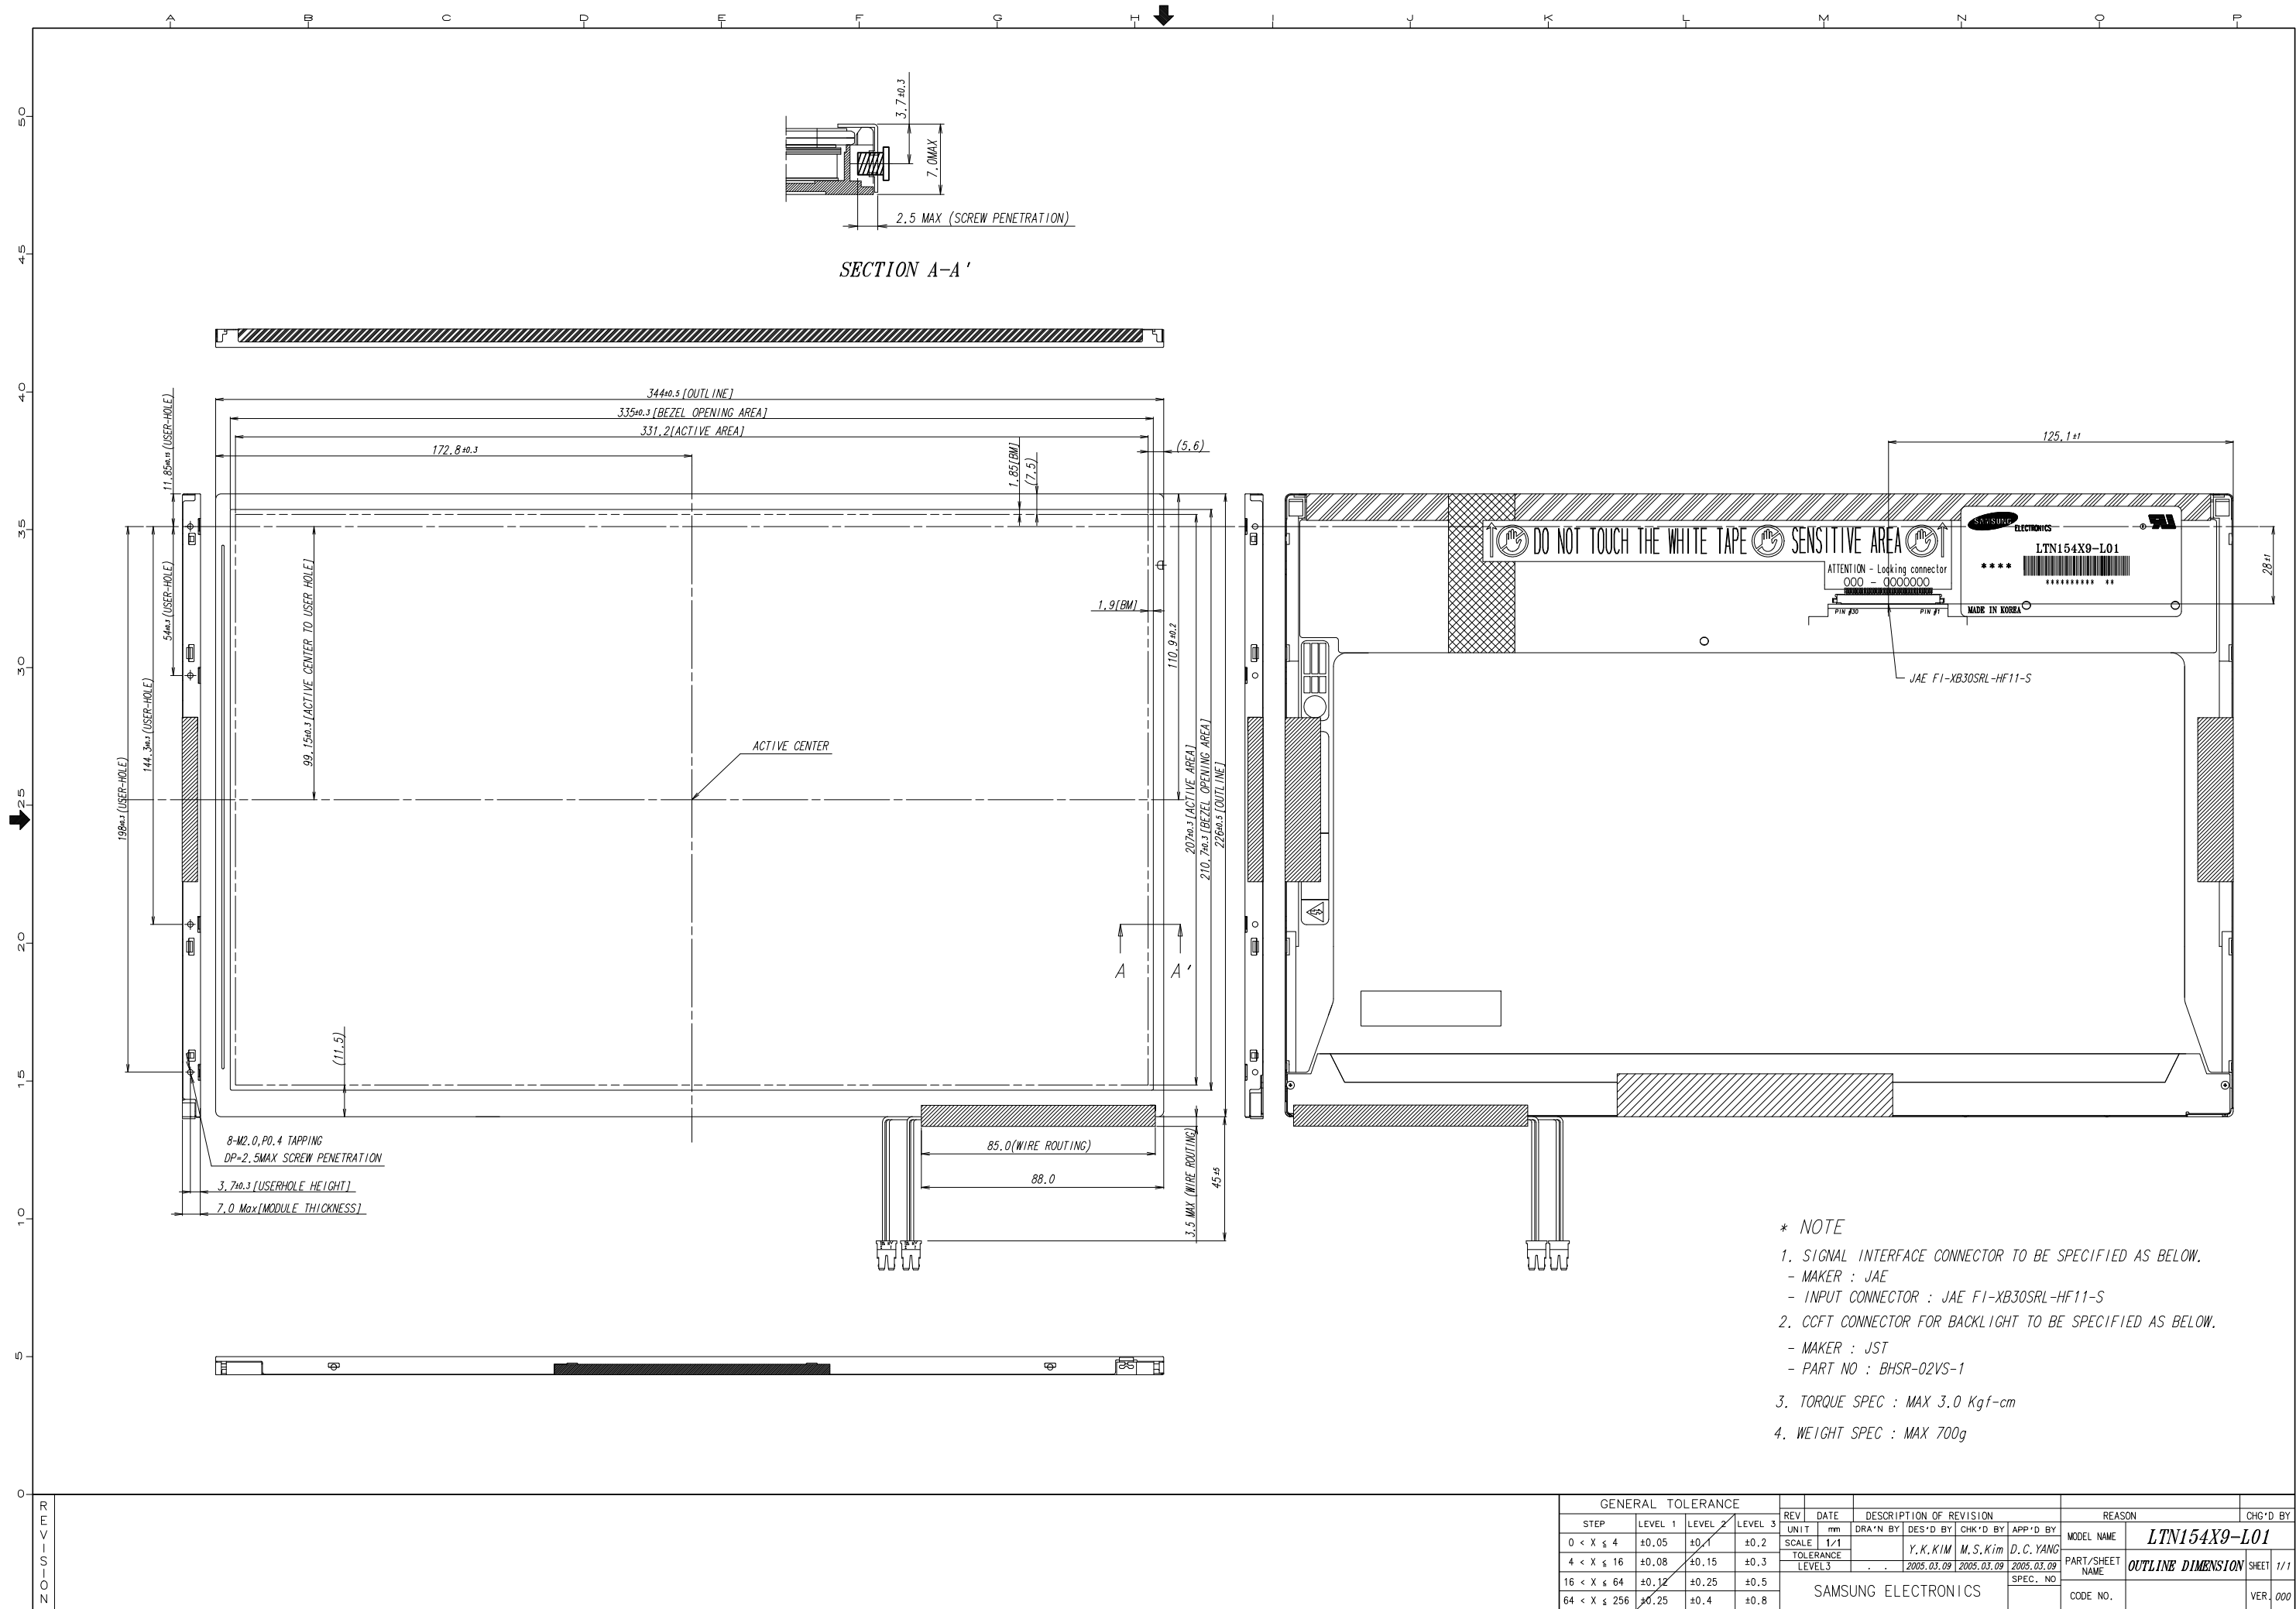 A B C D E F G H I J K L M N O P
50
45
40
35
30
25
20
15
10
5
0
3.7±0.3
7.0MAX
2.5 MAX (SCREW PENETRATION)
SECTION A-A'
344±0.5 [OUTLINE]
335±0.3 [BEZEL OPENING AREA]
331.2[ACTIVE AREA]
172.8±0.3
(5.6)
1.85[BM]
(7.5)
11.85±0.15 (USER-HOLE)
54±0.3 (USER-HOLE)
144.3±0.3 (USER-HOLE)
198±0.3 (USER-HOLE)
99.15±0.3 [ACTIVE CENTER TO USER HOLE]
1.9[BM]
110.9±0.2
ACTIVE CENTER
207±0.3 [ACTIVE AREA]
210.7±0.3 [BEZEL OPENING AREA]
226±0.5 [OUTLINE]
A A'
(11.5)
8-M2.0,P0.4 TAPPING
DP=2.5MAX SCREW PENETRATION
3.7±0.3 [USERHOLE HEIGHT]
7.0 Max[MODULE THICKNESS]
85.0(WIRE ROUTING)
88.0
3.5 MAX (WIRE ROUTING)
45±5
125.1±1
28±1
DO NOT TOUCH THE WHITE TAPE SENSITIVE AREA
ATTENTION - Locking connector
000 - 0000000
PIN #30 PIN #1
SAMSUNG ELECTRONICS
LTN154X9-L01
****
********** **
MADE IN KOREA
JAE FI-XB30SRL-HF11-S
* NOTE
1. SIGNAL INTERFACE CONNECTOR TO BE SPECIFIED AS BELOW.
- MAKER : JAE
- INPUT CONNECTOR : JAE FI-XB30SRL-HF11-S
2. CCFT CONNECTOR FOR BACKLIGHT TO BE SPECIFIED AS BELOW.
- MAKER : JST
- PART NO : BHSR-02VS-1
3. TORQUE SPEC : MAX 3.0 Kgf-cm
4. WEIGHT SPEC : MAX 700g
REVISION
GENERAL TOLERANCE
STEP LEVEL 1 LEVEL 2 LEVEL 3
0 < X ≤ 4 ±0.05 ±0.1 ±0.2
4 < X ≤ 16 ±0.08 ±0.15 ±0.3
16 < X ≤ 64 ±0.12 ±0.25 ±0.5
64 < X ≤ 256 ±0.25 ±0.4 ±0.8
REV DATE DESCRIPTION OF REVISION REASON CHG'D BY
UNIT mm DRA'N BY DES'D BY CHK'D BY APP'D BY
SCALE 1/1 Y.K.KIM M.S.Kim D.C.YANG
TOLERANCE LEVEL3 . . 2005.03.09 2005.03.09 2005.03.09
SAMSUNG ELECTRONICS SPEC. NO
MODEL NAME LTN154X9-L01
PART/SHEET NAME OUTLINE DIMENSION SHEET 1/1
CODE NO. VER. 000